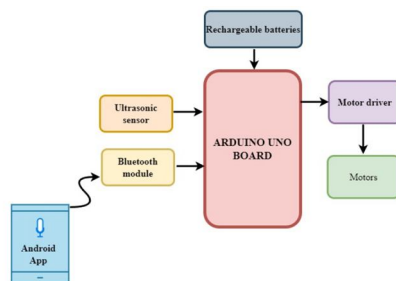 Rechargeable batteries
Ultrasonic
sensor
Bluetooth
module
ARDUINO UNO
BOARD
Motor driver
Motors
Android
App